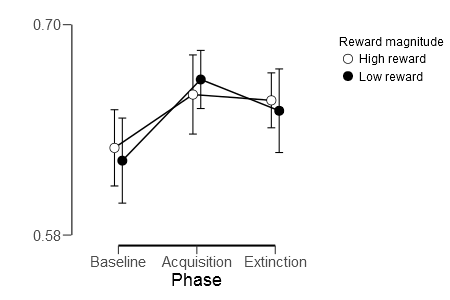 0.70
0.58
Baseline Acquisition Extinction
Phase
Reward magnitude
High reward
Low reward